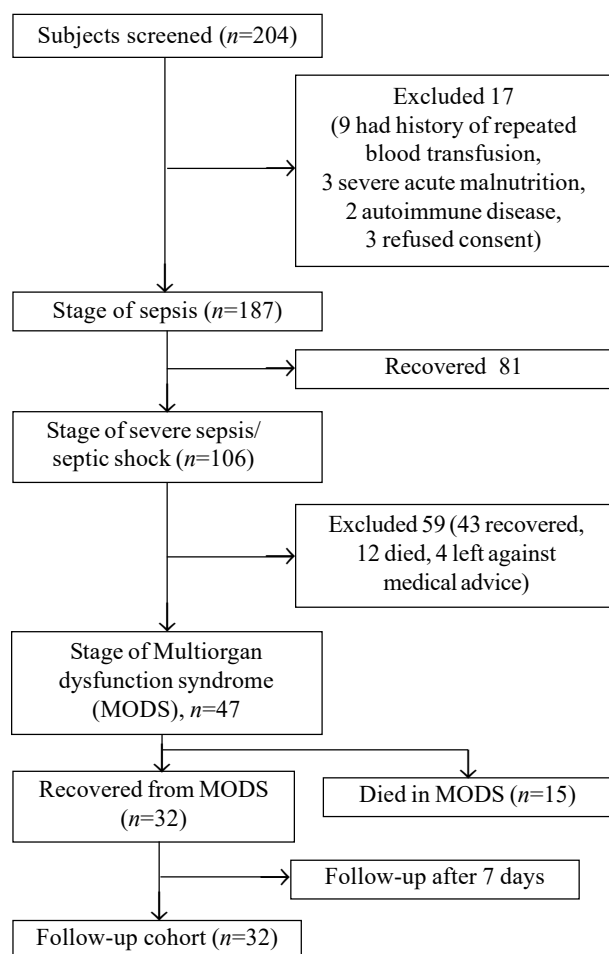 Subjects screened (n=204)
Excluded 17
(9 had history of repeated
blood transfusion,
3 severe acute malnutrition,
2 autoimmune disease,
3 refused consent)
Stage of sepsis (n=187)
Recovered 81
Stage of severe sepsis/
septic shock (n=106)
Excluded 59 (43 recovered,
12 died, 4 left against
medical advice)
Stage of Multiorgan
dysfunction syndrome
(MODS), n=47
Recovered from MODS
(n=32)
Died in MODS (n=15)
Follow-up after 7 days
Follow-up cohort (n=32)